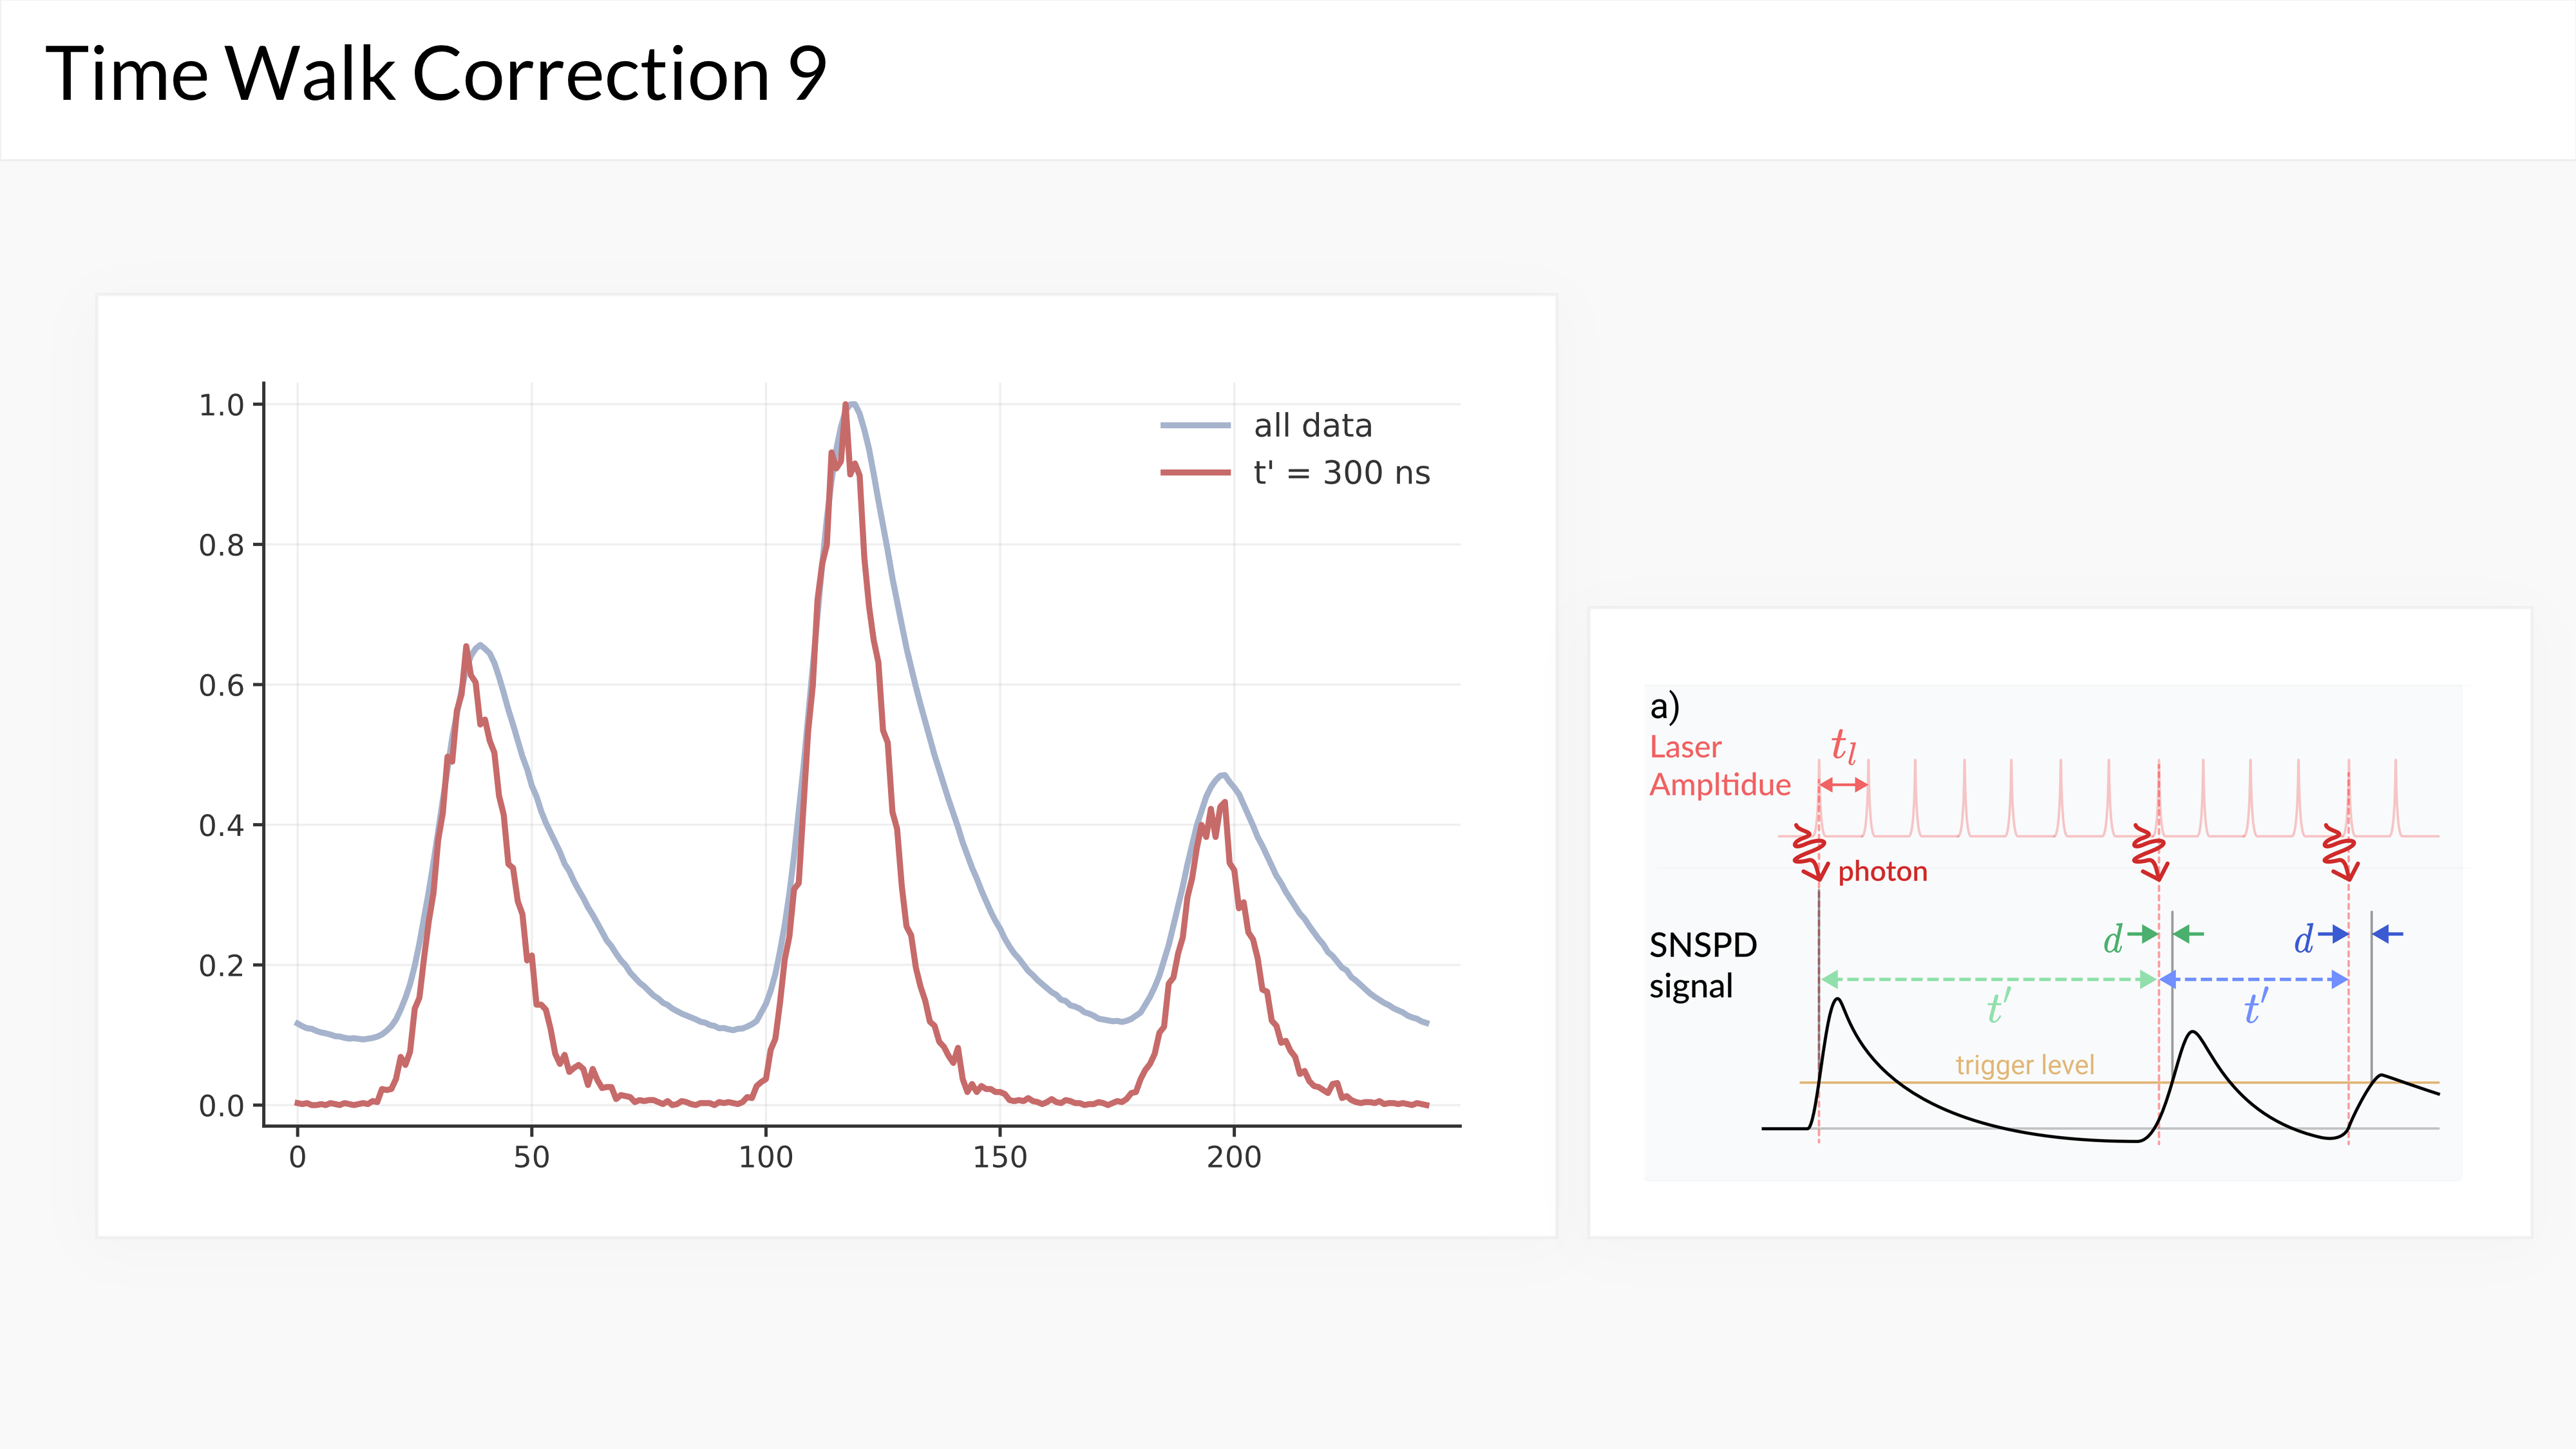 Time Walk Correction 9
1.0
0.8
0.6
0.4
0.2
0.0
0 50 100 150 200
all data
t' = 300 ns
a)
Laser
Ampltidue
t_l
photon
SNSPD
signal
d d
t′ t′
trigger level